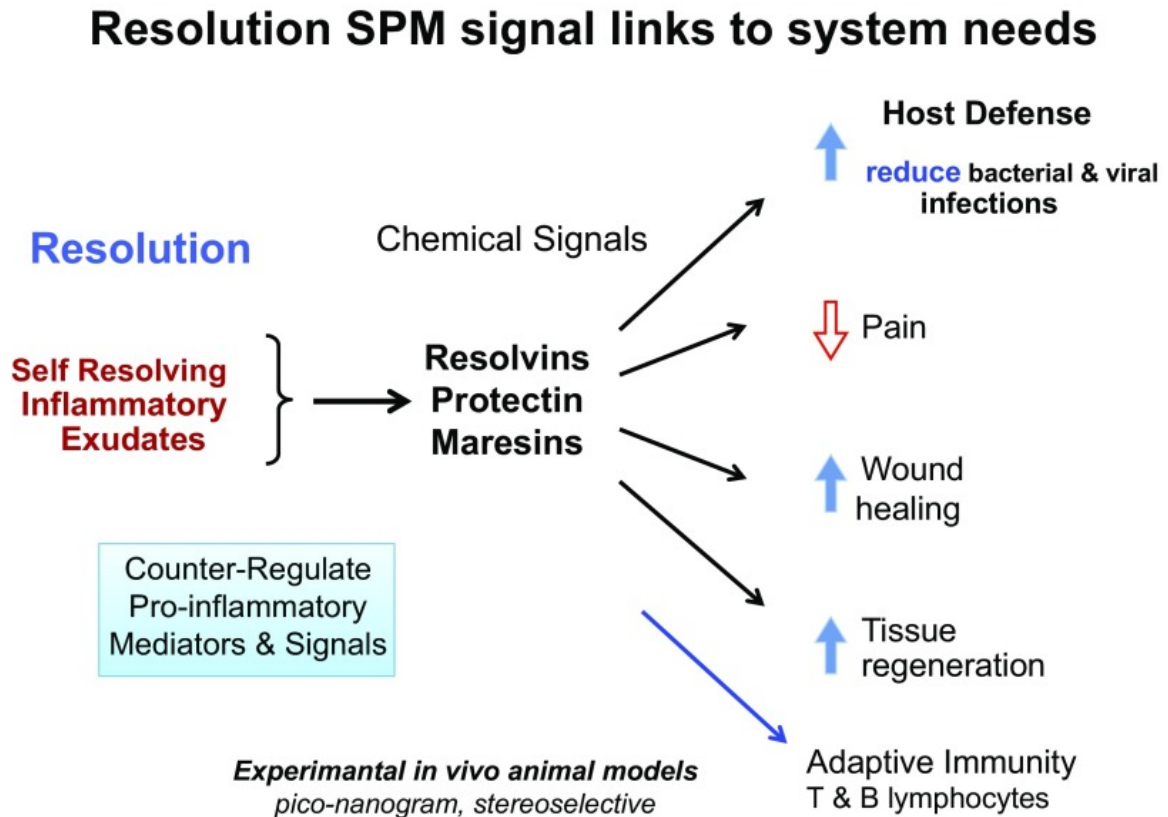 Resolution SPM signal links to system needs
Resolution
Self Resolving
Inflammatory
Exudates
Counter-Regulate
Pro-inflammatory
Mediators & Signals
Chemical Signals
Resolvins
Protectin
Maresins
Host Defense
reduce bacterial & viral
infections
Pain
Wound
healing
Tissue
regeneration
Adaptive Immunity
T & B lymphocytes
Experimantal in vivo animal models
pico-nanogram, stereoselective